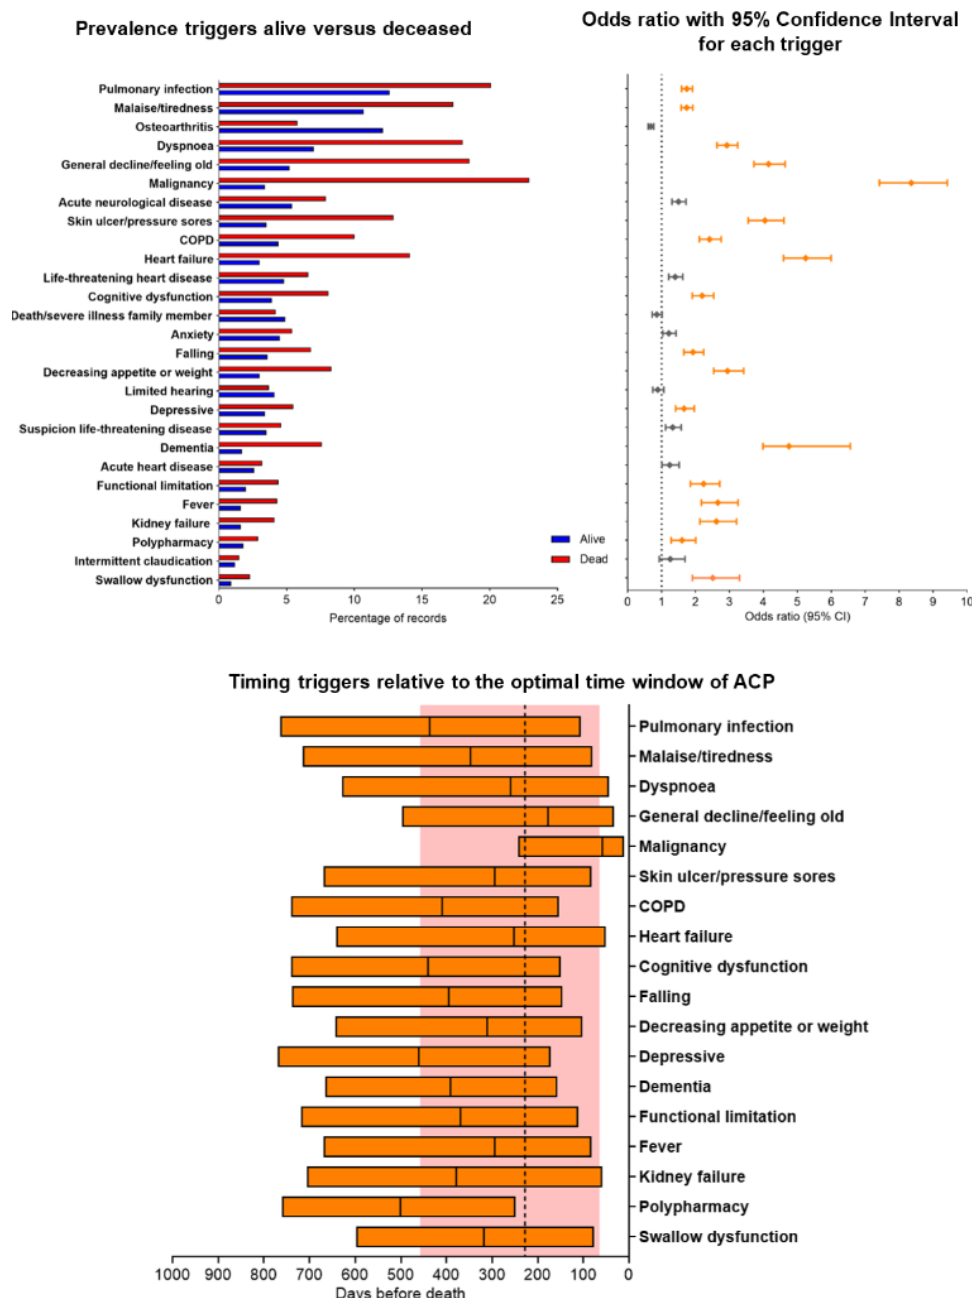 Prevalence triggers alive versus deceased
Odds ratio with 95% Confidence Interval
for each trigger
Pulmonary infection
Malaise/tiredness
Osteoarthritis
Dyspnoea
General decline/feeling old
Malignancy
Acute neurological disease
Skin ulcer/pressure sores
COPD
Heart failure
Life-threatening heart disease
Cognitive dysfunction
Death/severe illness family member
Anxiety
Falling
Decreasing appetite or weight
Limited hearing
Depressive
Suspicion life-threatening disease
Dementia
Acute heart disease
Functional limitation
Fever
Kidney failure
Polypharmacy
Intermittent claudication
Swallow dysfunction
Alive
Dead
0 5 10 15 20 25
Percentage of records
0 1 2 3 4 5 6 7 8 9 10
Odds ratio (95% CI)
Timing triggers relative to the optimal time window of ACP
Pulmonary infection
Malaise/tiredness
Dyspnoea
General decline/feeling old
Malignancy
Skin ulcer/pressure sores
COPD
Heart failure
Cognitive dysfunction
Falling
Decreasing appetite or weight
Depressive
Dementia
Functional limitation
Fever
Kidney failure
Polypharmacy
Swallow dysfunction
1000 900 800 700 600 500 400 300 200 100 0
Days before death